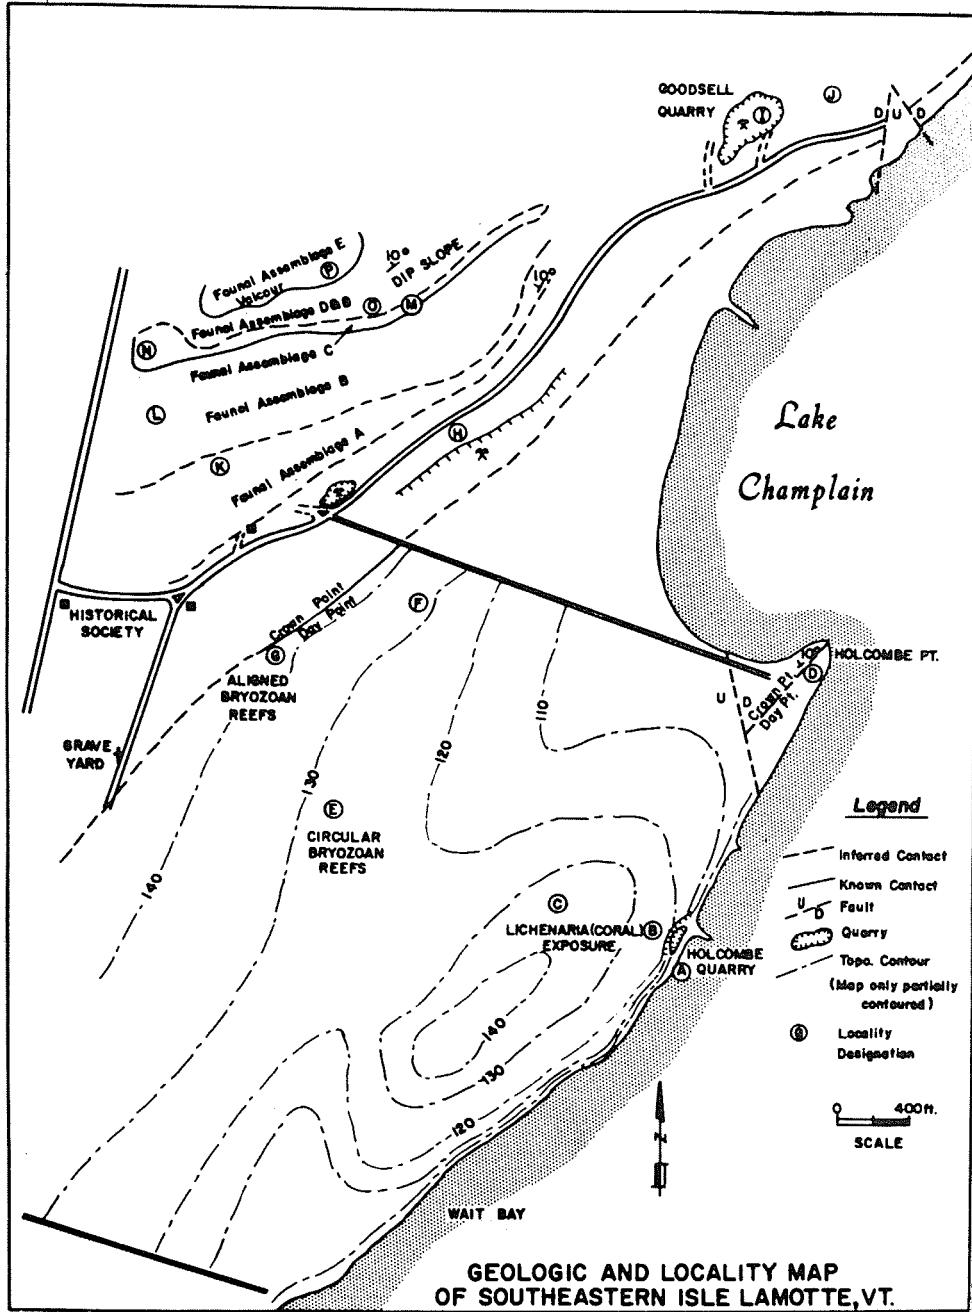 GOODSELL
QUARRY
I
J
D U D
Faunal Assemblage E
Valcour
P
10°
DIP SLOPE
Faunal Assemblage D&B
O
M
N
Faunal Assemblage C
10°
Faunal Assemblage B
L
K
Faunal Assemblage A
H
Lake
Champlain
HISTORICAL
SOCIETY
Crown Point
Day Point
F
G
ALIGNED
BRYOZOAN
REEFS
GRAVE
YARD
110
120
130
140
U D
Crown Pt.
Day Pt.
10°
D
HOLCOMBE PT.
E
CIRCULAR
BRYOZOAN
REEFS
C
LICHENARIA(CORAL)
EXPOSURE
B
HOLCOMBE
QUARRY
A
140
130
120
WAIT BAY
Legend
Inferred Contact
Known Contact
U D Fault
Quarry
Topo. Contour
(Map only partially
contoured)
G Locality
Designation
0 400ft.
SCALE
N
GEOLOGIC AND LOCALITY MAP
OF SOUTHEASTERN ISLE LAMOTTE, VT.